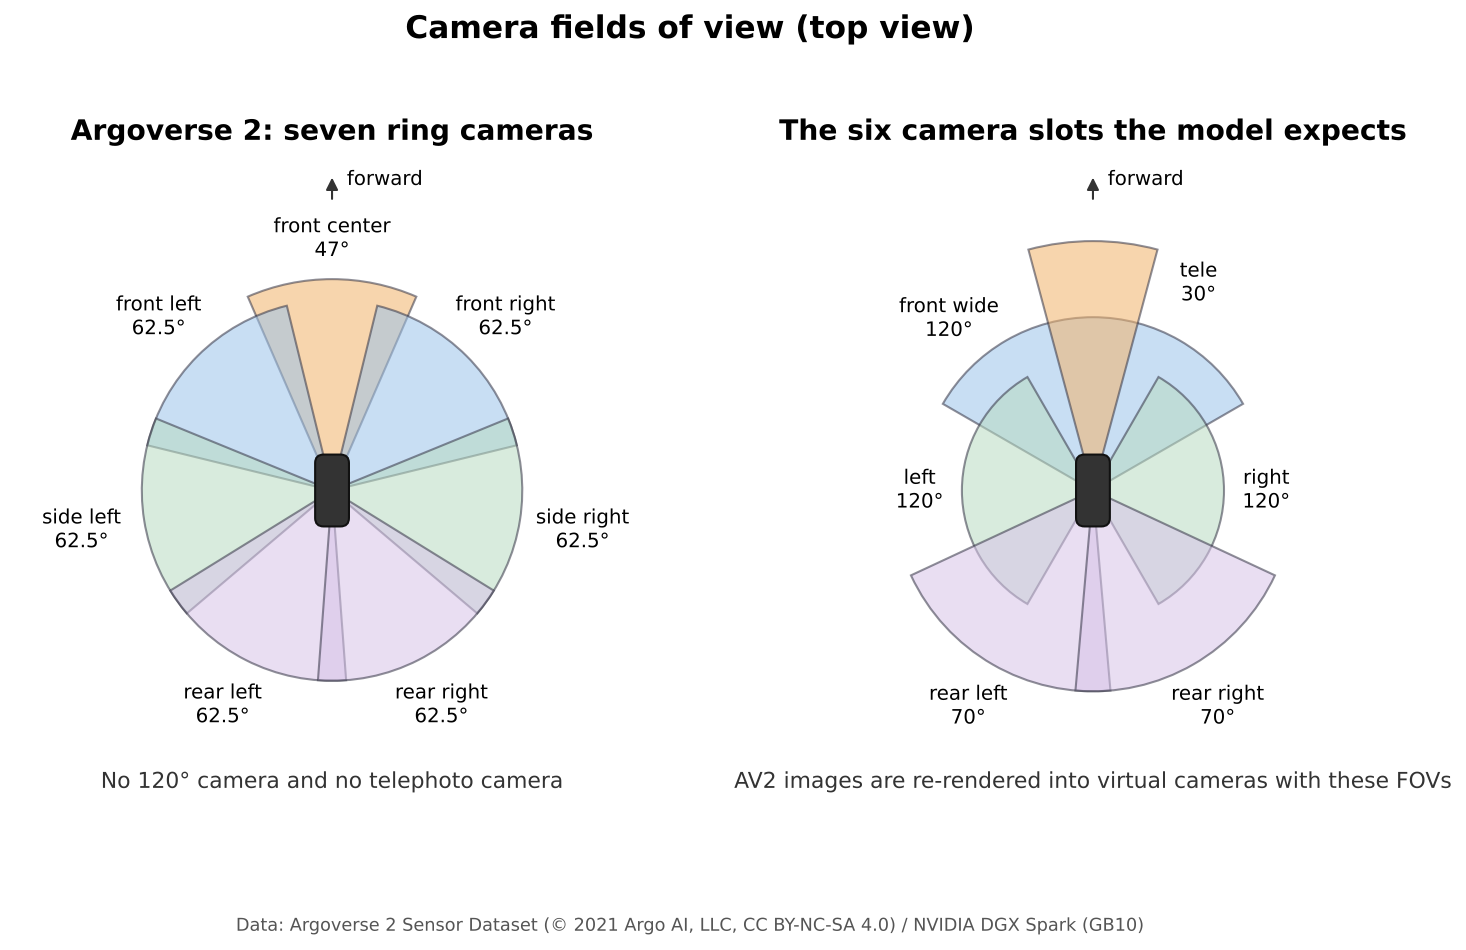 Camera fields of view (top view)
Argoverse 2: seven ring cameras
forward
front center
47°
front left
62.5°
front right
62.5°
side left
62.5°
side right
62.5°
rear left
62.5°
rear right
62.5°
No 120° camera and no telephoto camera
The six camera slots the model expects
forward
tele
30°
front wide
120°
left
120°
right
120°
rear left
70°
rear right
70°
AV2 images are re-rendered into virtual cameras with these FOVs
Data: Argoverse 2 Sensor Dataset (© 2021 Argo AI, LLC, CC BY-NC-SA 4.0) / NVIDIA DGX Spark (GB10)